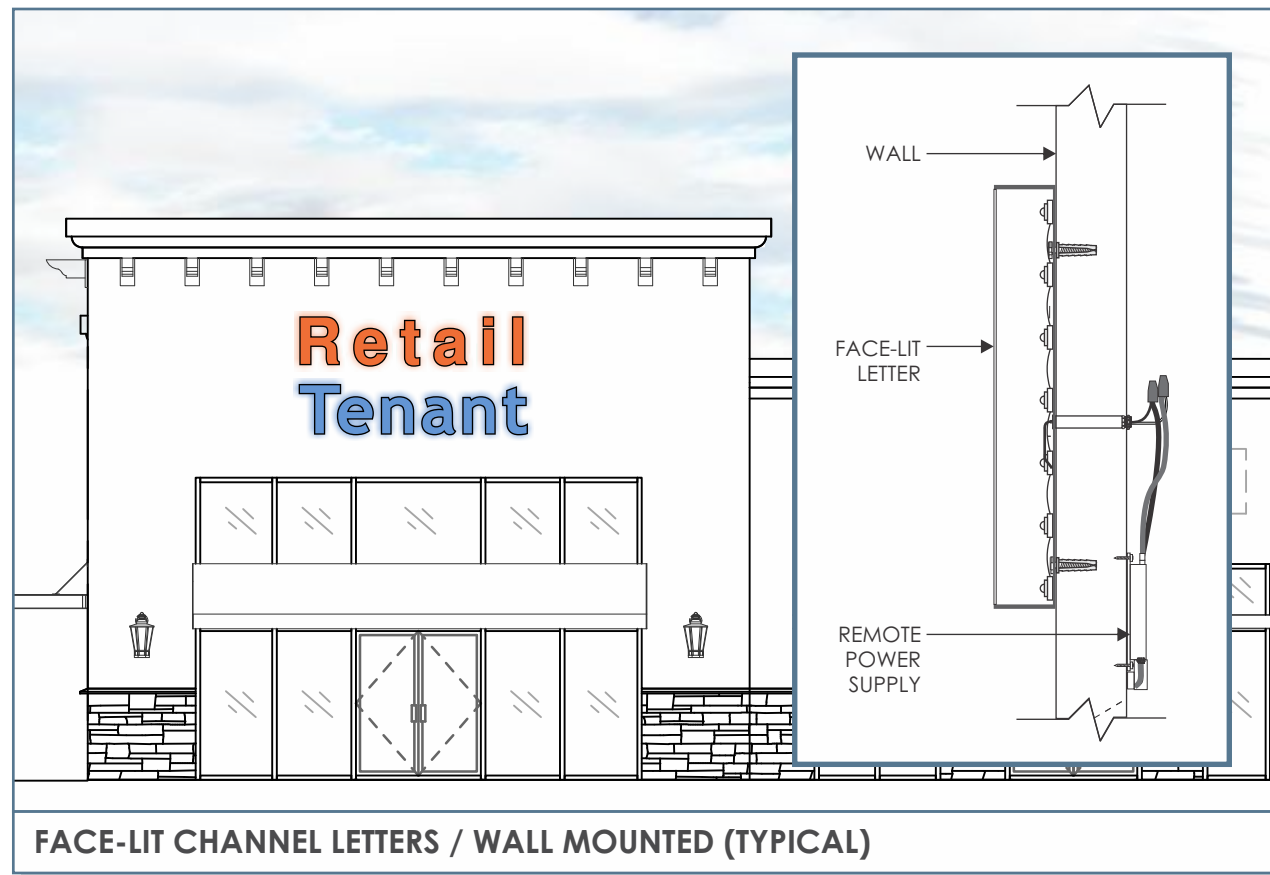 Retail
Tenant
WALL
FACE-LIT
LETTER
REMOTE
POWER
SUPPLY
FACE-LIT CHANNEL LETTERS / WALL MOUNTED (TYPICAL)